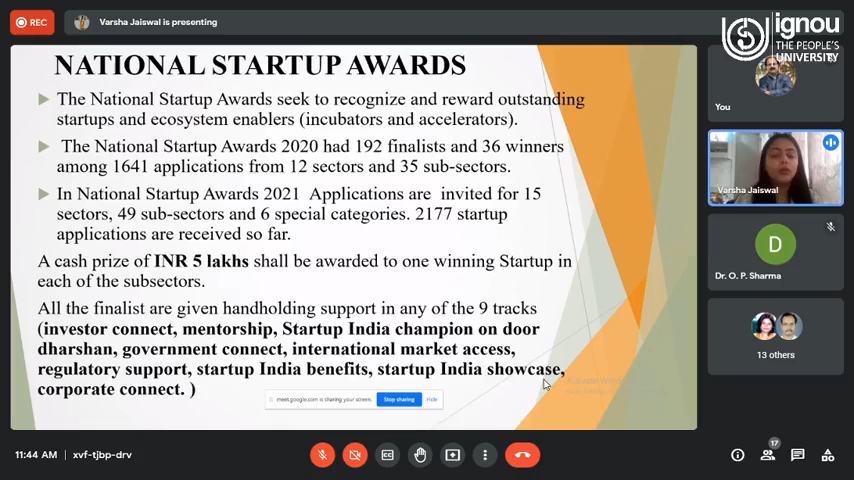 REC
Varsha Jaiswal is presenting
ignou
THE PEOPLE'S
UNIVERSITY
NATIONAL STARTUP AWARDS
The National Startup Awards seek to recognize and reward outstanding
startups and ecosystem enablers (incubators and accelerators).
The National Startup Awards 2020 had 192 finalists and 36 winners
among 1641 applications from 12 sectors and 35 sub-sectors.
In National Startup Awards 2021 Applications are invited for 15
sectors, 49 sub-sectors and 6 special categories. 2177 startup
applications are received so far.
A cash prize of INR 5 lakhs shall be awarded to one winning Startup in
each of the subsectors.
All the finalist are given handholding support in any of the 9 tracks
(investor connect, mentorship, Startup India champion on door
dharshan, government connect, international market access,
regulatory support, startup India benefits, startup India showcase,
corporate connect. )
meet.google.com is sharing your screen.
Stop sharing
Hide
You
Varsha Jaiswal
D
Dr. O. P. Sharma
13 others
11:44 AM
xvf-tjbp-drv
CC
17